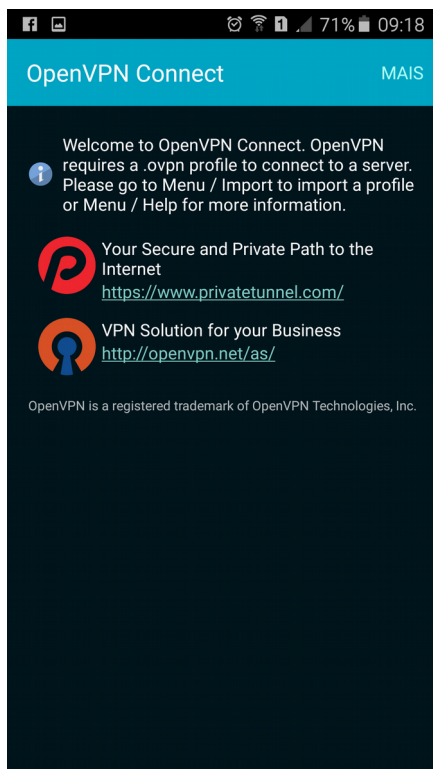 1 71% 09:18
OpenVPN Connect MAIS
Welcome to OpenVPN Connect. OpenVPN
requires a .ovpn profile to connect to a server.
Please go to Menu / Import to import a profile
or Menu / Help for more information.
Your Secure and Private Path to the
Internet
https://www.privatetunnel.com/
VPN Solution for your Business
http://openvpn.net/as/
OpenVPN is a registered trademark of OpenVPN Technologies, Inc.